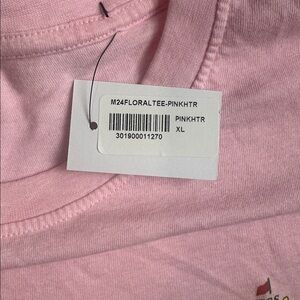 M24FLORALTEE-PINKHTR
PINKHTR
XL
301900011270